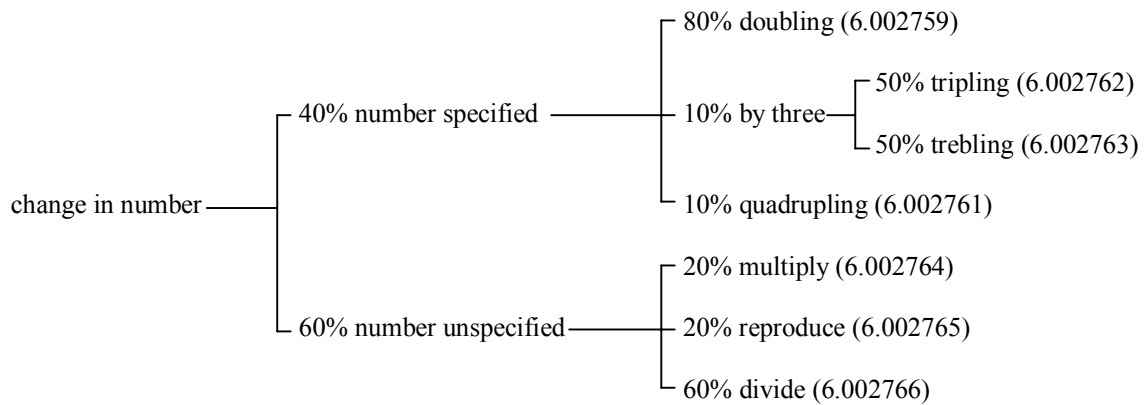 80% doubling (6.002759)
50% tripling (6.002762)
40% number specified
10% by three
50% trebling (6.002763)
change in number
10% quadrupling (6.002761)
20% multiply (6.002764)
60% number unspecified
20% reproduce (6.002765)
60% divide (6.002766)